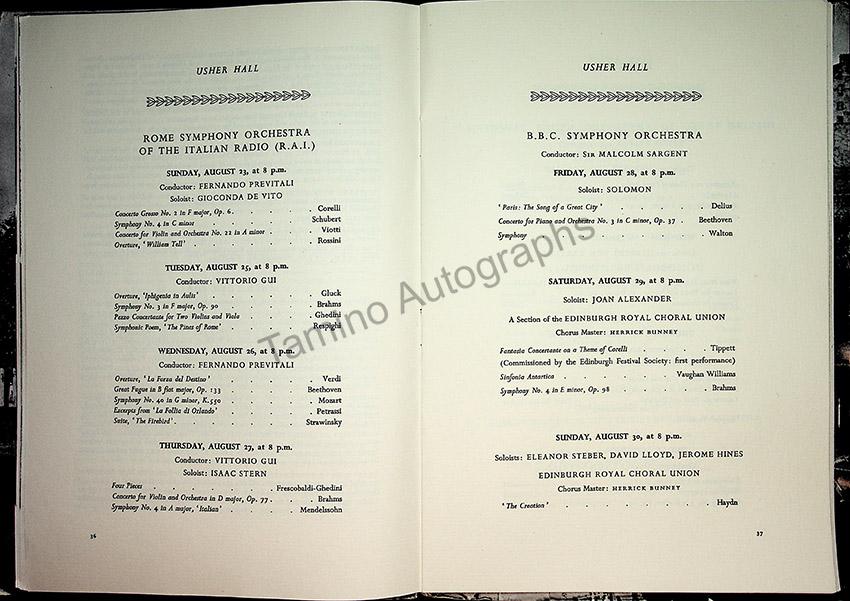 USHER HALL
ROME SYMPHONY ORCHESTRA
OF THE ITALIAN RADIO (R.A.I.)
SUNDAY, AUGUST 23, at 8 p.m.
Conductor: FERNANDO PREVITALI
Soloist: GIOCONDA DE VITO
Concerto Grosso No. 2 in F major, Op. 6 . . . . Corelli
Symphony No. 4 in C minor . . . . . Schubert
Concerto for Violin and Orchestra No. 22 in A minor . . . Viotti
Overture, 'William Tell' . . . . . . Rossini
TUESDAY, AUGUST 25, at 8 p.m.
Conductor: VITTORIO GUI
Overture, 'Iphigenia in Aulis' . . . . . Gluck
Symphony No. 3 in F major, Op. 90 . . . . . Brahms
Pezzo Concertante for Two Violins and Viola . . . . Ghedini
Symphonic Poem, 'The Pines of Rome' . . . . Respighi
WEDNESDAY, AUGUST 26, at 8 p.m.
Conductor: FERNANDO PREVITALI
Overture, 'La Forza del Destino' . . . . . Verdi
Great Fugue in B flat major, Op. 133 . . . . Beethoven
Symphony No. 40 in G minor, K.550 . . . . . Mozart
Excerpts from 'La Follia di Orlando' . . . . . Petrassi
Suite, 'The Firebird' . . . . . . Strawinsky
THURSDAY, AUGUST 27, at 8 p.m.
Conductor: VITTORIO GUI
Soloist: ISAAC STERN
Four Pieces . . . . . . . Frescobaldi-Ghedini
Concerto for Violin and Orchestra in D major, Op. 77 . . . Brahms
Symphony No. 4 in A major, 'Italian' . . . . Mendelssohn
36
USHER HALL
B.B.C. SYMPHONY ORCHESTRA
Conductor: SIR MALCOLM SARGENT
FRIDAY, AUGUST 28, at 8 p.m.
Soloist: SOLOMON
'Paris: The Song of a Great City' . . . . . Delius
Concerto for Piano and Orchestra No. 3 in C minor, Op. 37 . Beethoven
Symphony . . . . . . . . Walton
SATURDAY, AUGUST 29, at 8 p.m.
Soloist: JOAN ALEXANDER
A Section of the EDINBURGH ROYAL CHORAL UNION
Chorus Master: HERRICK BUNNEY
Fantasia Concertante on a Theme of Corelli . . . . Tippett
(Commissioned by the Edinburgh Festival Society: first performance)
Sinfonia Antartica . . . . . Vaughan Williams
Symphony No. 4 in E minor, Op. 98 . . . . . Brahms
SUNDAY, AUGUST 30, at 8 p.m.
Soloists: ELEANOR STEBER, DAVID LLOYD, JEROME HINES
EDINBURGH ROYAL CHORAL UNION
Chorus Master: HERRICK BUNNEY
'The Creation' . . . . . . . Haydn
37
Tamino Autographs